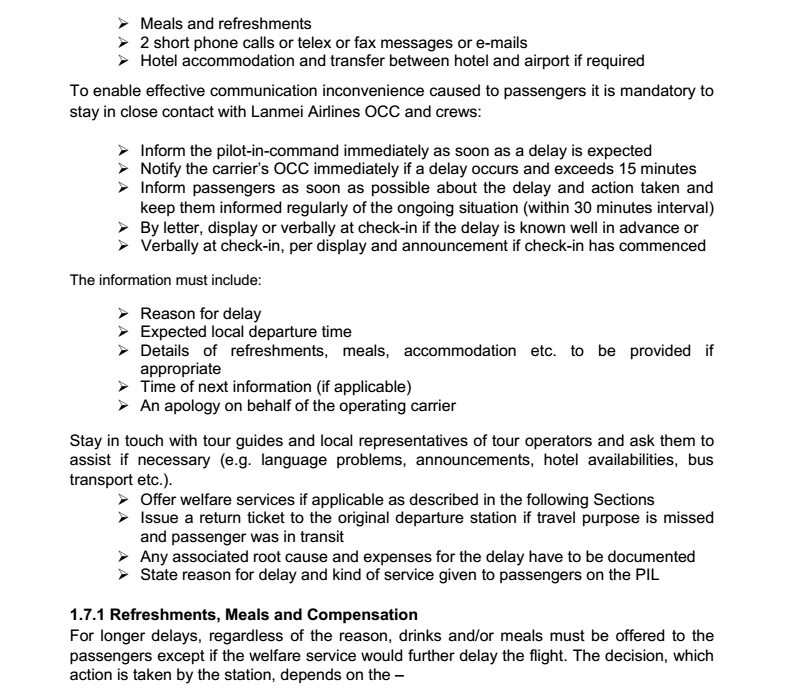 ➢ Meals and refreshments
➢ 2 short phone calls or telex or fax messages or e-mails
➢ Hotel accommodation and transfer between hotel and airport if required
To enable effective communication inconvenience caused to passengers it is mandatory to
stay in close contact with Lanmei Airlines OCC and crews:
➢ Inform the pilot-in-command immediately as soon as a delay is expected
➢ Notify the carrier's OCC immediately if a delay occurs and exceeds 15 minutes
➢ Inform passengers as soon as possible about the delay and action taken and
keep them informed regularly of the ongoing situation (within 30 minutes interval)
➢ By letter, display or verbally at check-in if the delay is known well in advance or
➢ Verbally at check-in, per display and announcement if check-in has commenced
The information must include:
➢ Reason for delay
➢ Expected local departure time
➢ Details of refreshments, meals, accommodation etc. to be provided if
appropriate
➢ Time of next information (if applicable)
➢ An apology on behalf of the operating carrier
Stay in touch with tour guides and local representatives of tour operators and ask them to
assist if necessary (e.g. language problems, announcements, hotel availabilities, bus
transport etc.).
➢ Offer welfare services if applicable as described in the following Sections
➢ Issue a return ticket to the original departure station if travel purpose is missed
and passenger was in transit
➢ Any associated root cause and expenses for the delay have to be documented
➢ State reason for delay and kind of service given to passengers on the PIL
1.7.1 Refreshments, Meals and Compensation
For longer delays, regardless of the reason, drinks and/or meals must be offered to the
passengers except if the welfare service would further delay the flight. The decision, which
action is taken by the station, depends on the –